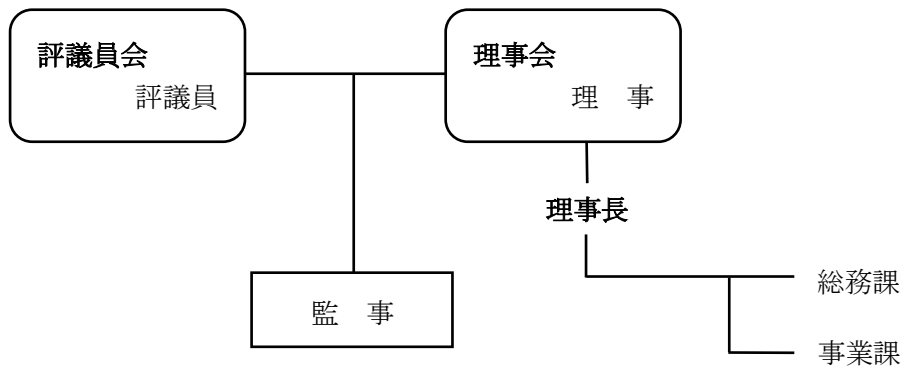 評議員会
評議員
理事会
理　事
理事長
監　事
総務課
事業課